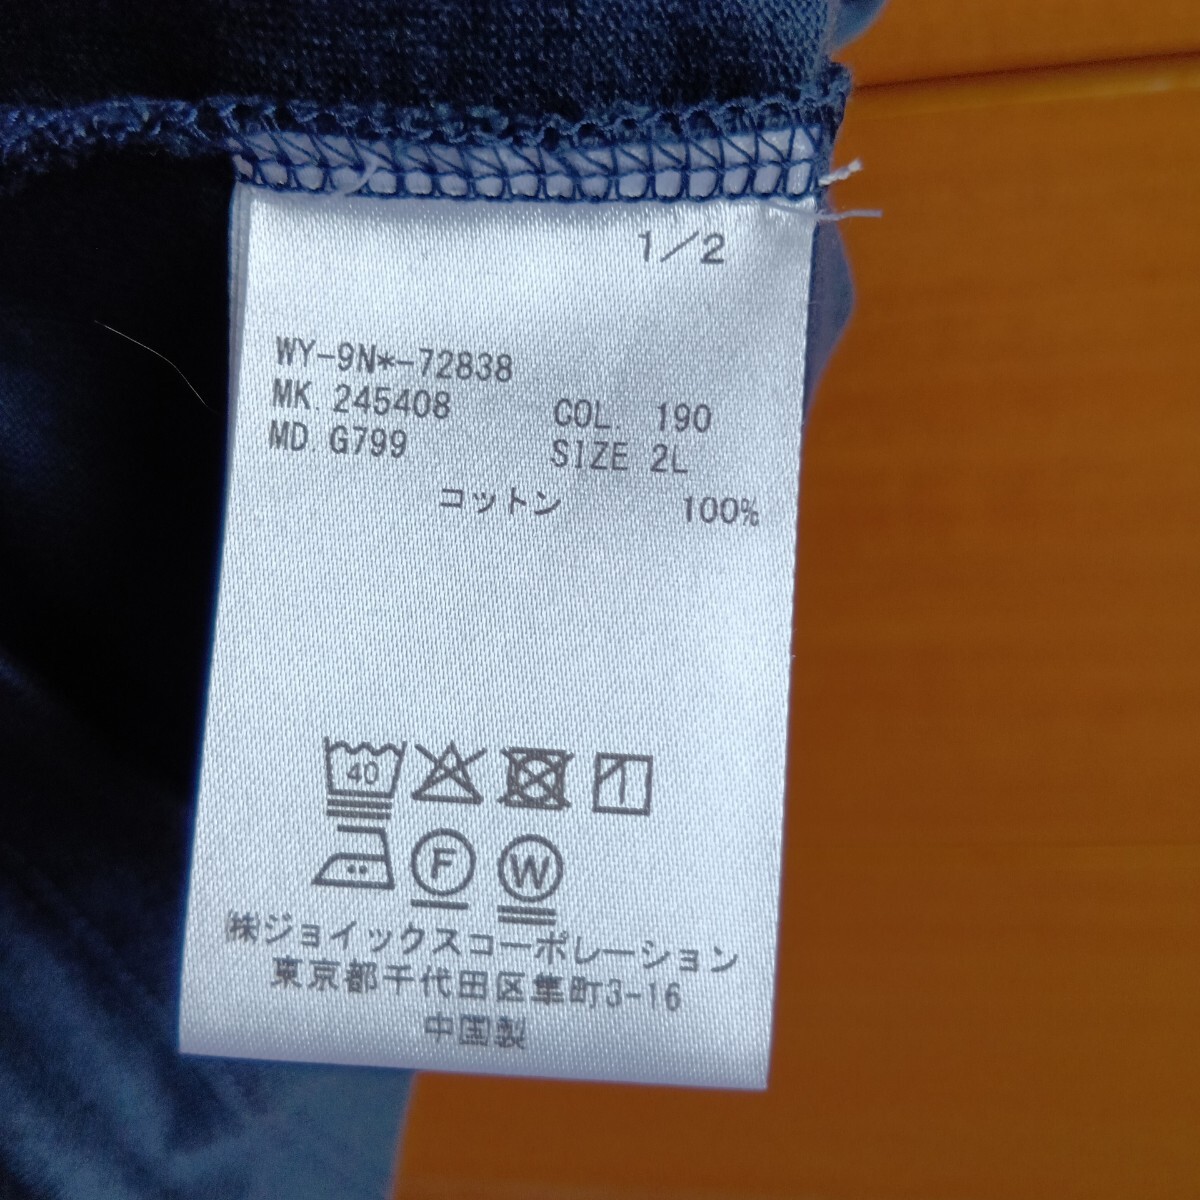 1／2
WY-9N*-72838
MK. 245408 COL. 190
MD. G799 SIZE 2L
コットン 100%
40
F W
㈱ジョイックスコーポレーション
東京都千代田区隼町3-16
中国製